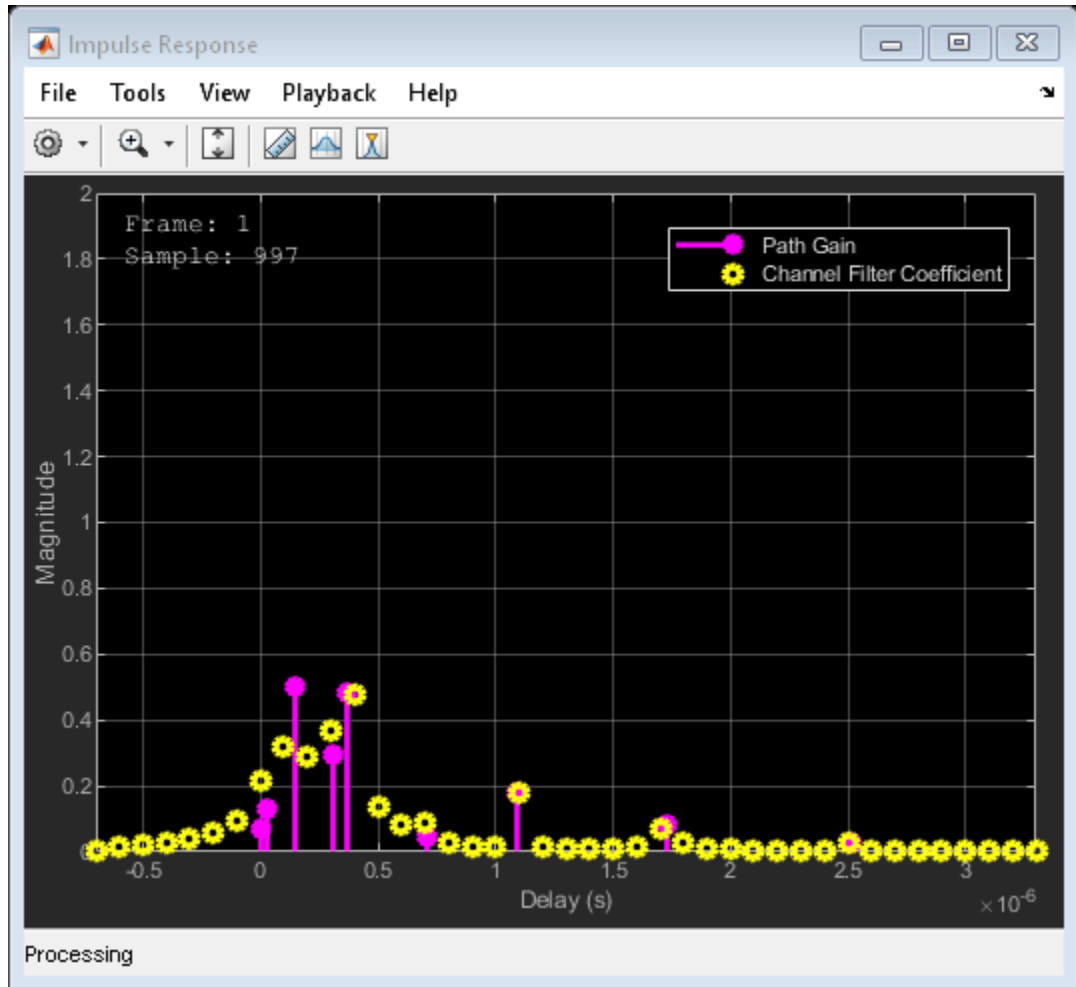 Impulse Response
File Tools View Playback Help
Frame: 1
Sample: 997
Path Gain
Channel Filter Coefficient
2
1.8
1.6
1.4
1.2
1
0.8
0.6
0.4
0.2
0
Magnitude
-0.5 0 0.5 1 1.5 2 2.5 3
Delay (s)
×10-6
Processing